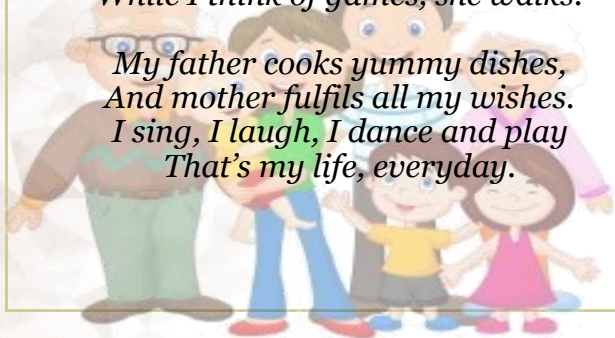 While I think of games, she walks.
My father cooks yummy dishes,
And mother fulfils all my wishes.
I sing, I laugh, I dance and play
That's my life, everyday.